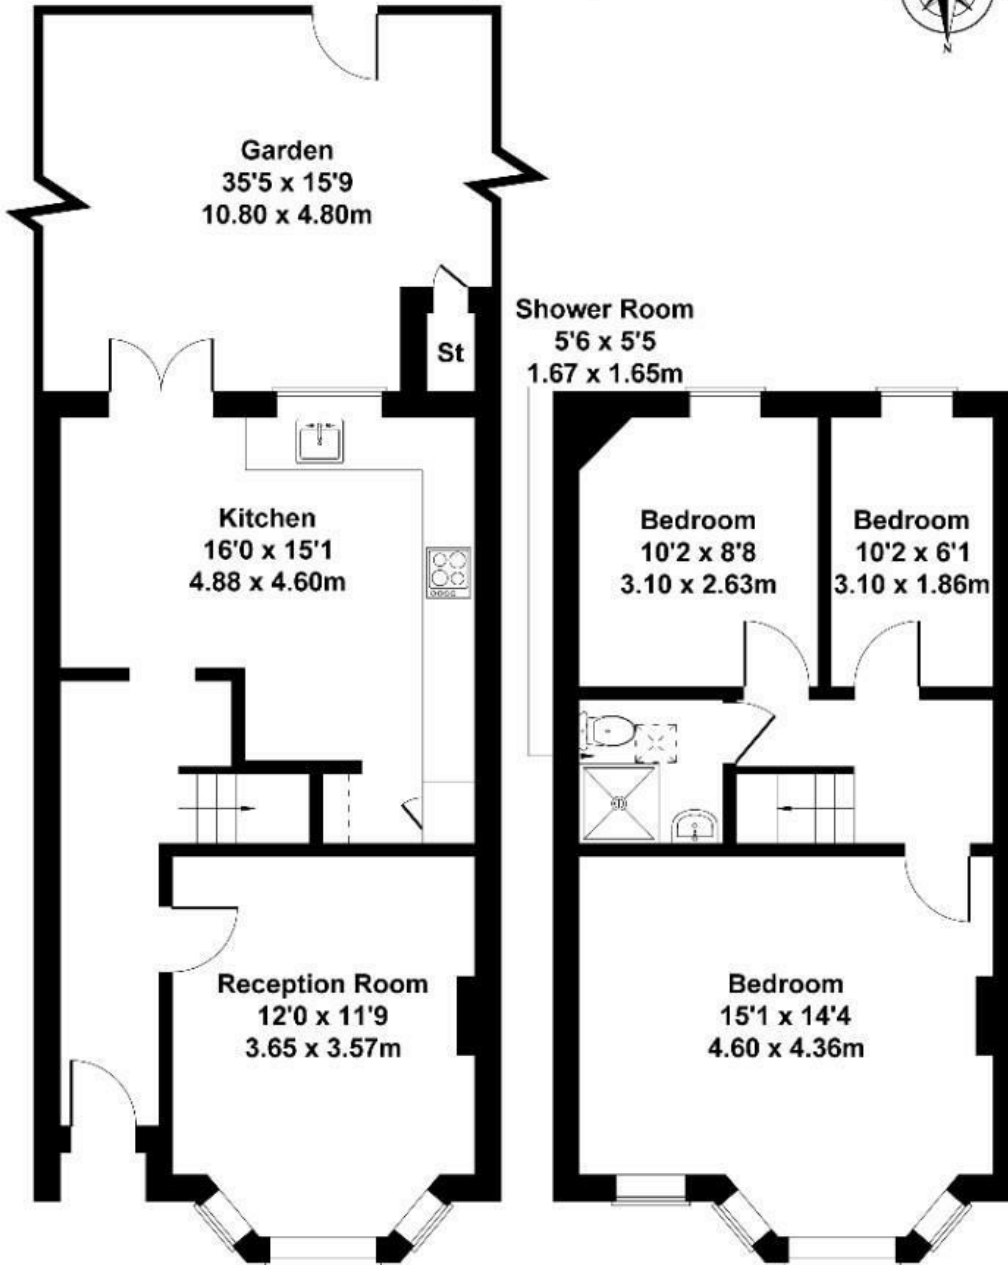 N
Garden
35'5 x 15'9
10.80 x 4.80m
St
Shower Room
5'6 x 5'5
1.67 x 1.65m
Kitchen
16'0 x 15'1
4.88 x 4.60m
Bedroom
10'2 x 8'8
3.10 x 2.63m
Bedroom
10'2 x 6'1
3.10 x 1.86m
Reception Room
12'0 x 11'9
3.65 x 3.57m
Bedroom
15'1 x 14'4
4.60 x 4.36m